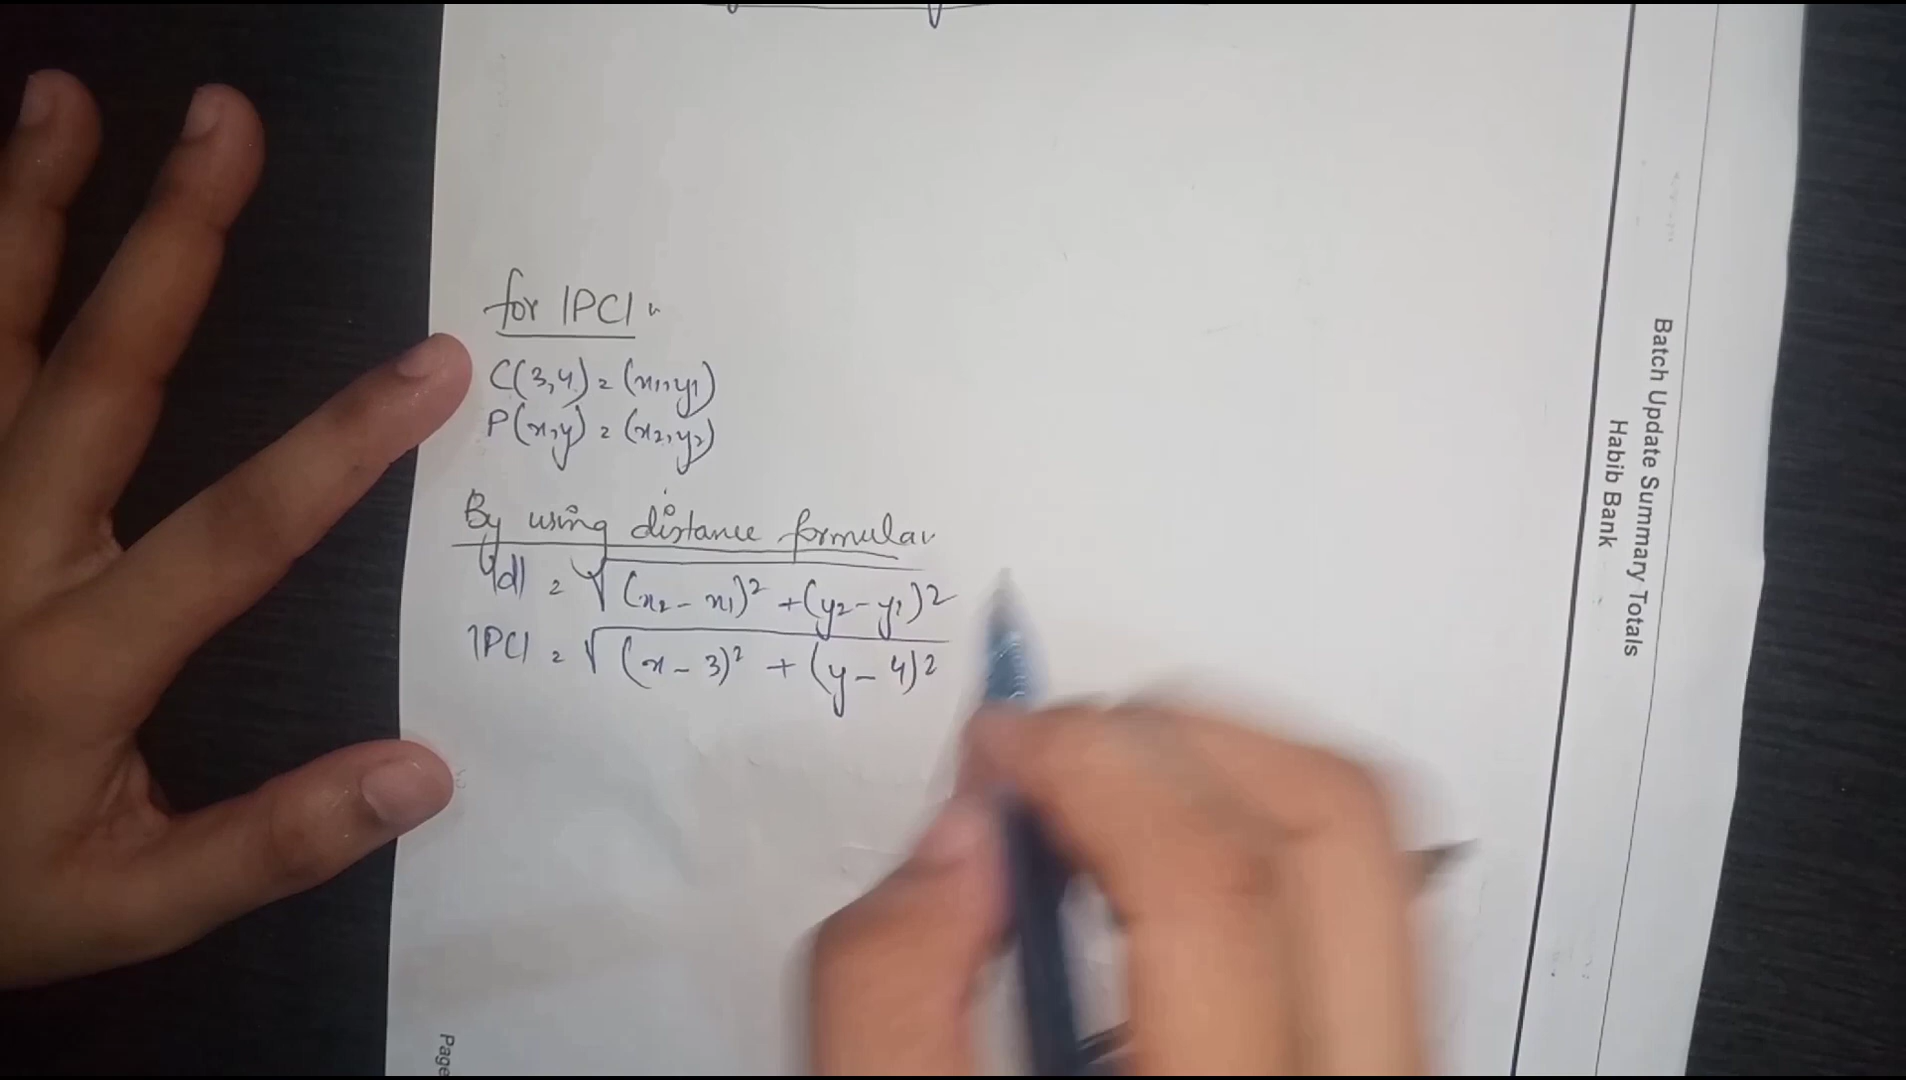 for |PC|
C(3,4) = (x1,y1)
P(x,y) = (x2,y2)
By using distance formula
|d| = √(x2 - x1)² + (y2 - y1)²
|PC| = √(x - 3)² + (y - 4)²
Batch Update Summary Totals
Habib Bank
Page